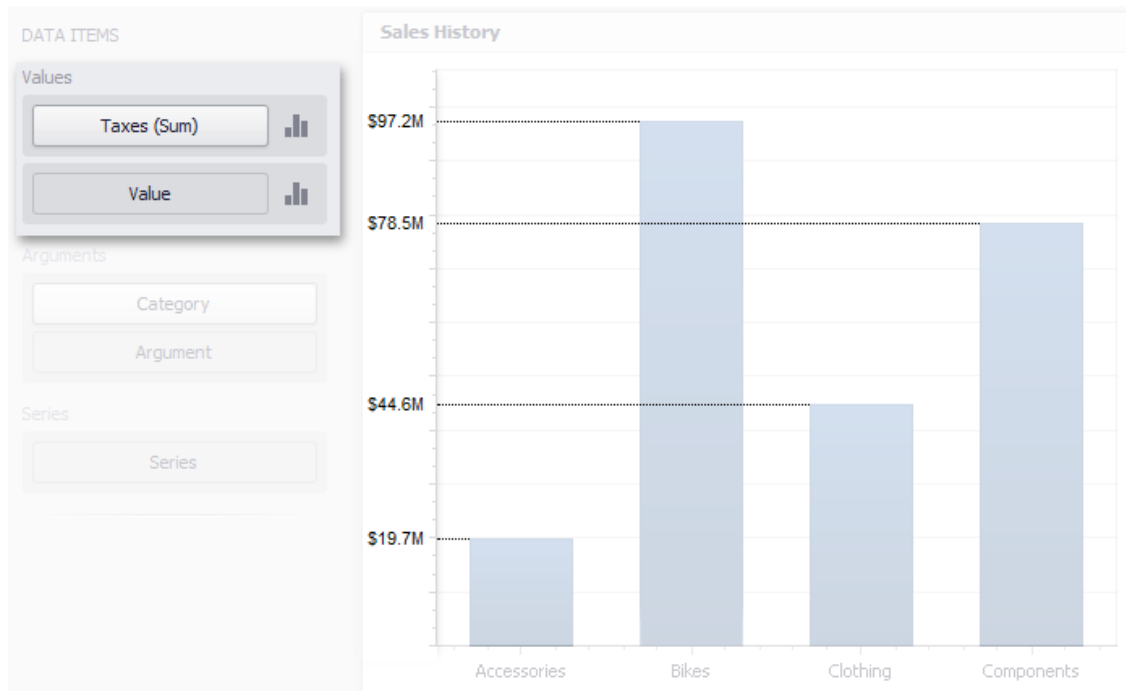 DATA ITEMS
Values
Taxes (Sum)
Value
Arguments
Category
Argument
Series
Series
Sales History
$97.2M
$78.5M
$44.6M
$19.7M
Accessories Bikes Clothing Components